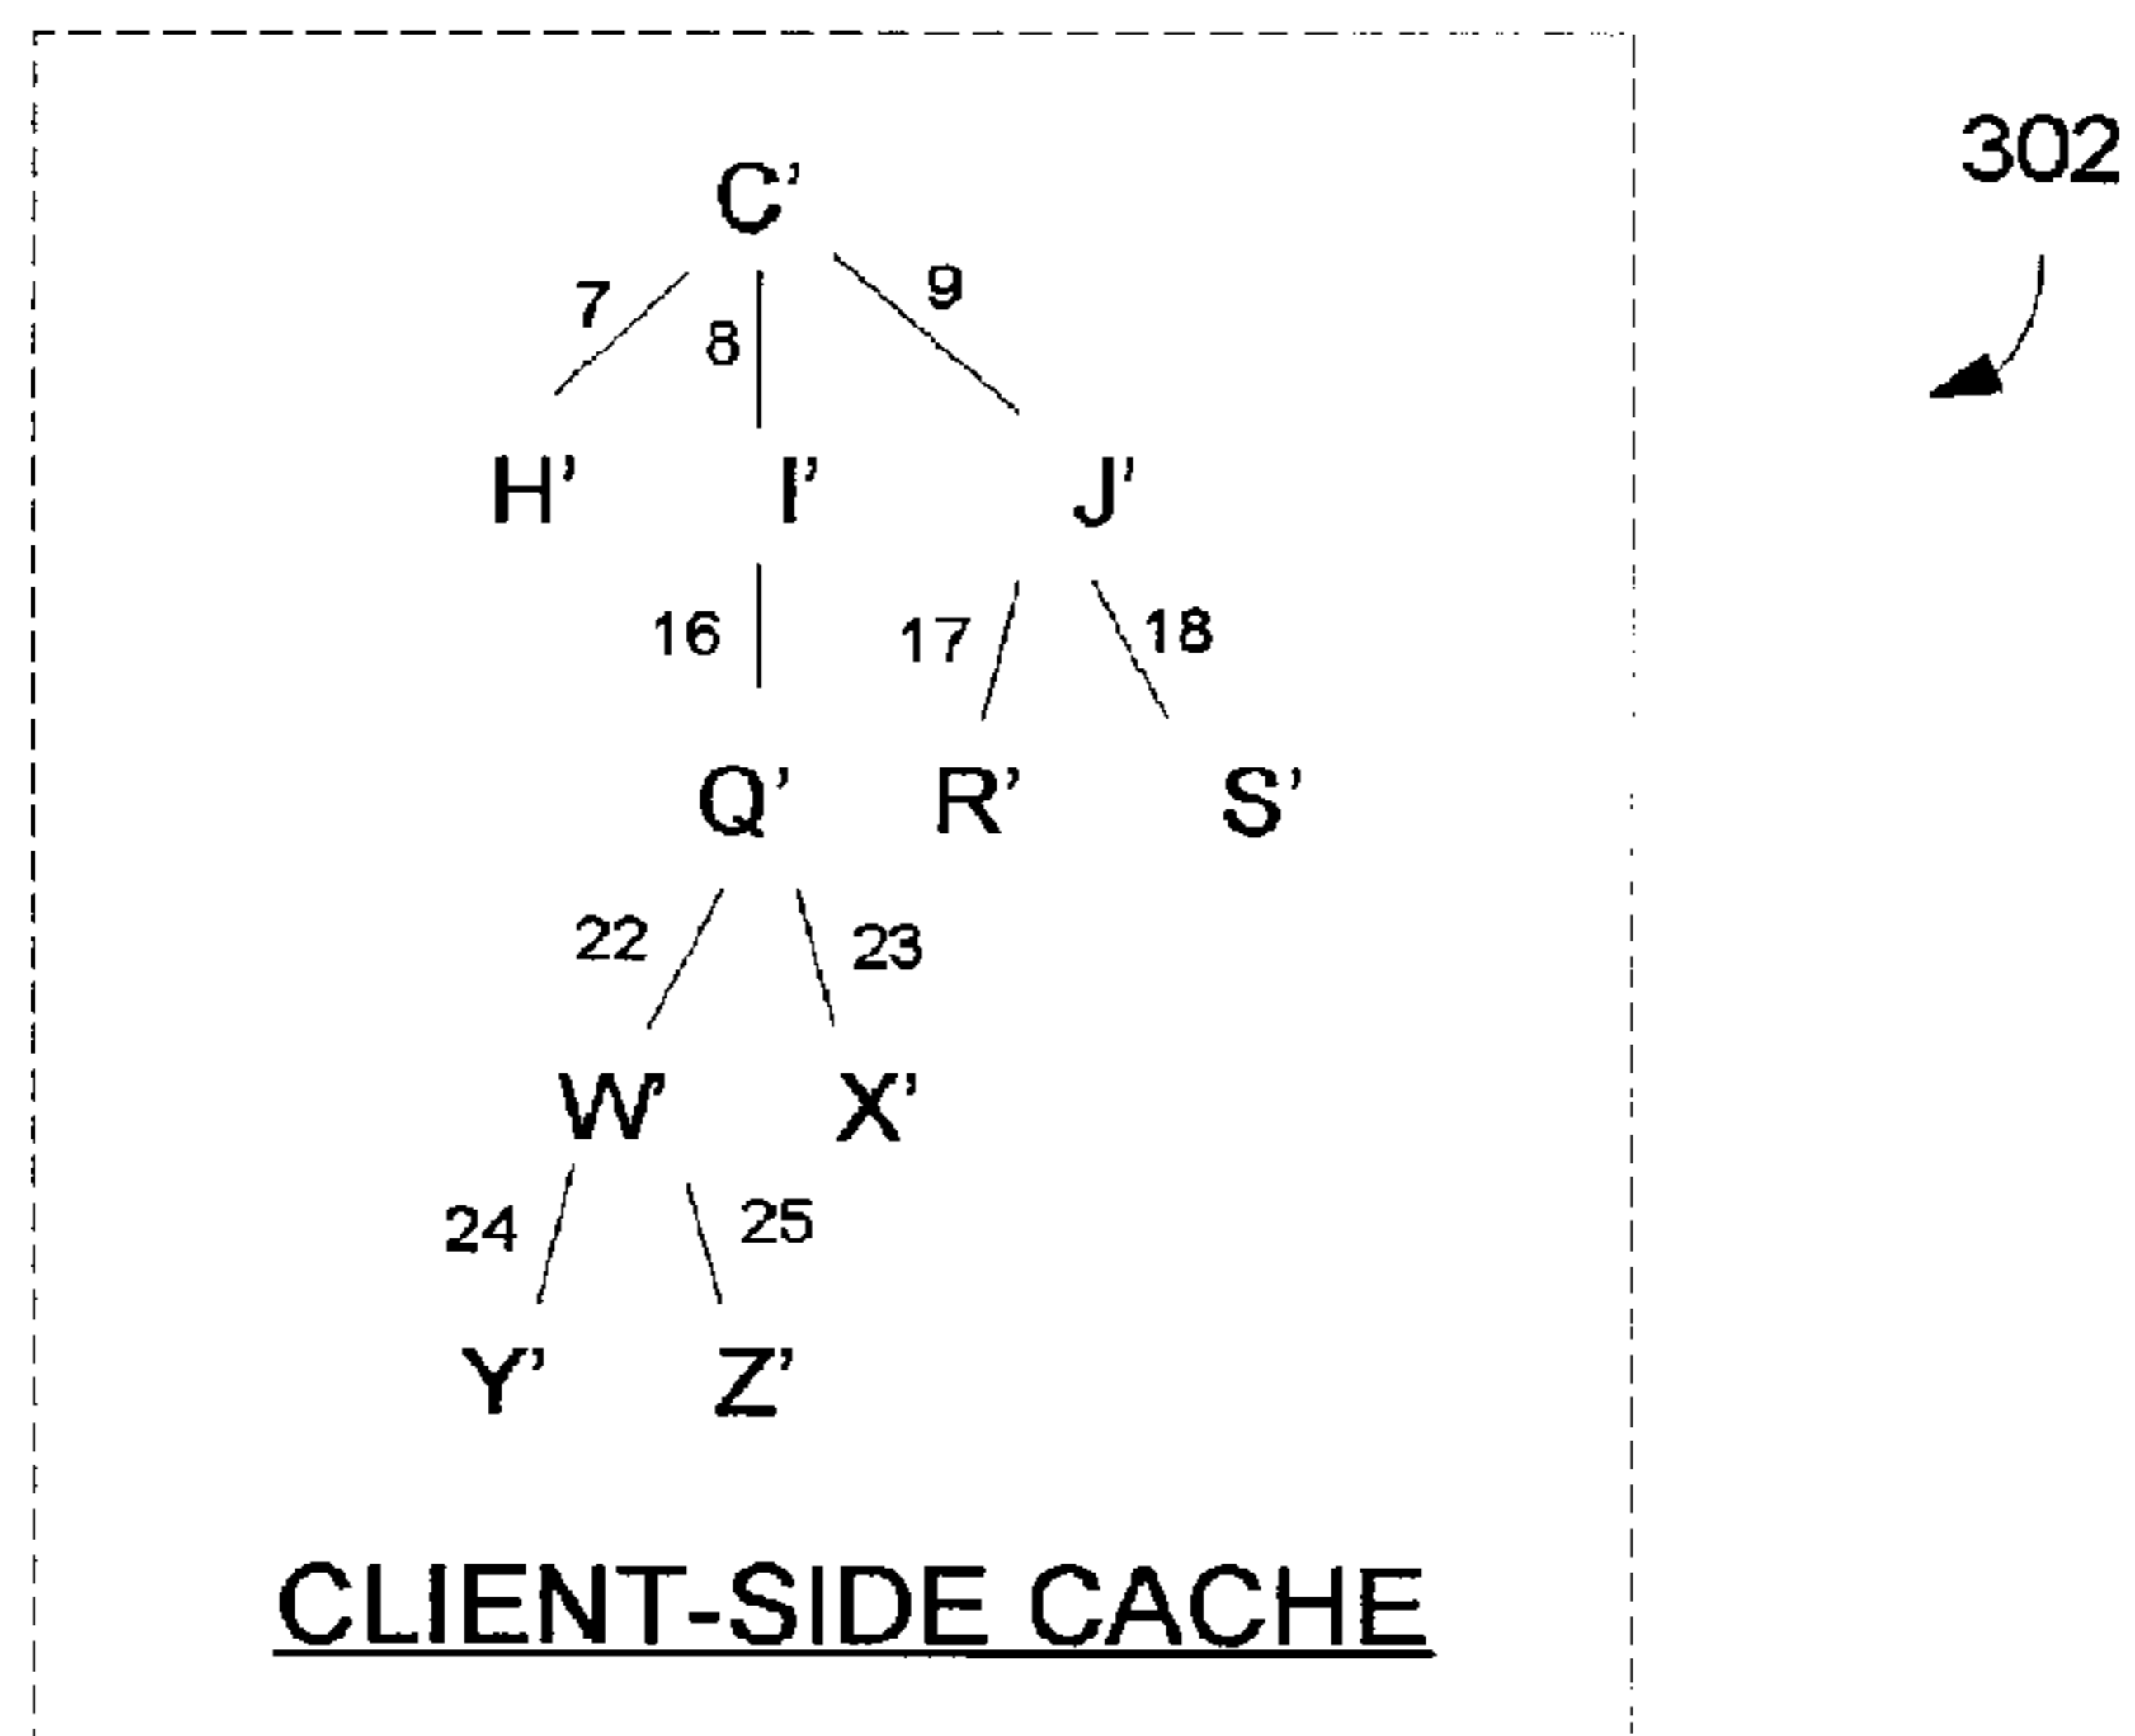 302
C'
7 8 9
H' I' J'
16 17 18
Q' R' S'
22 23
W' X'
24 25
Y' Z'
CLIENT-SIDE CACHE